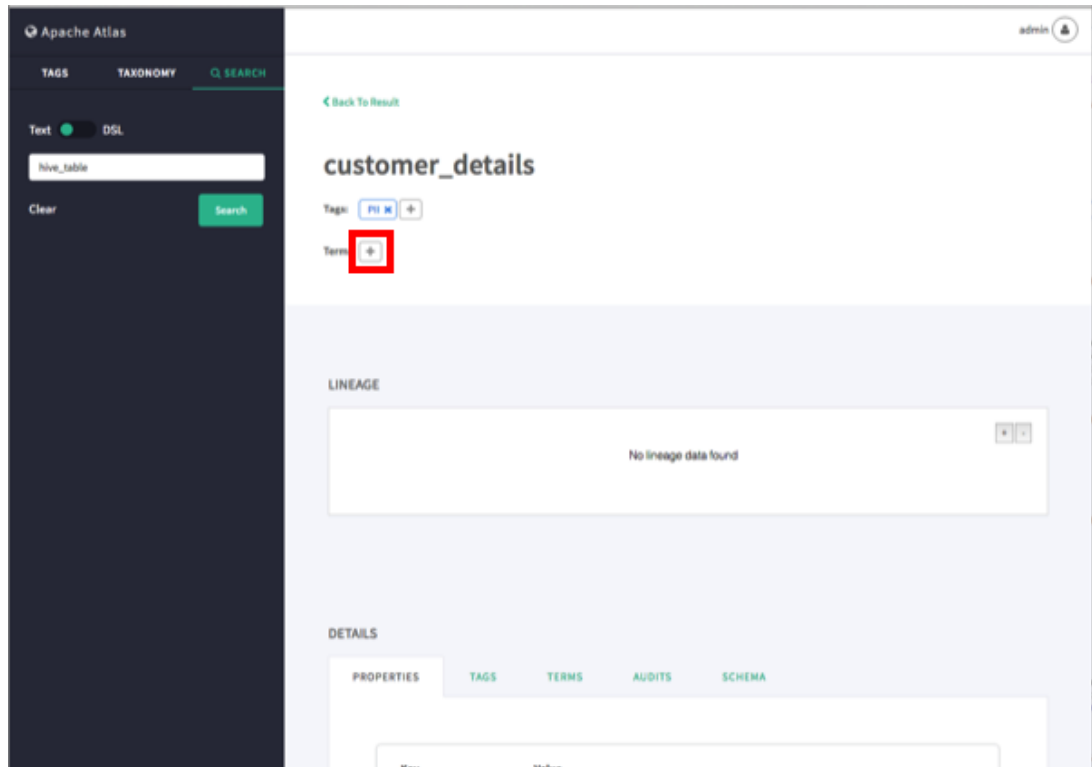 Apache Atlas
admin
TAGS TAXONOMY SEARCH
Back To Result
Text DSL
hive_table
customer_details
Clear Search
Tags: PII +
Term +
LINEAGE
+ -
No lineage data found
DETAILS
PROPERTIES TAGS TERMS AUDITS SCHEMA